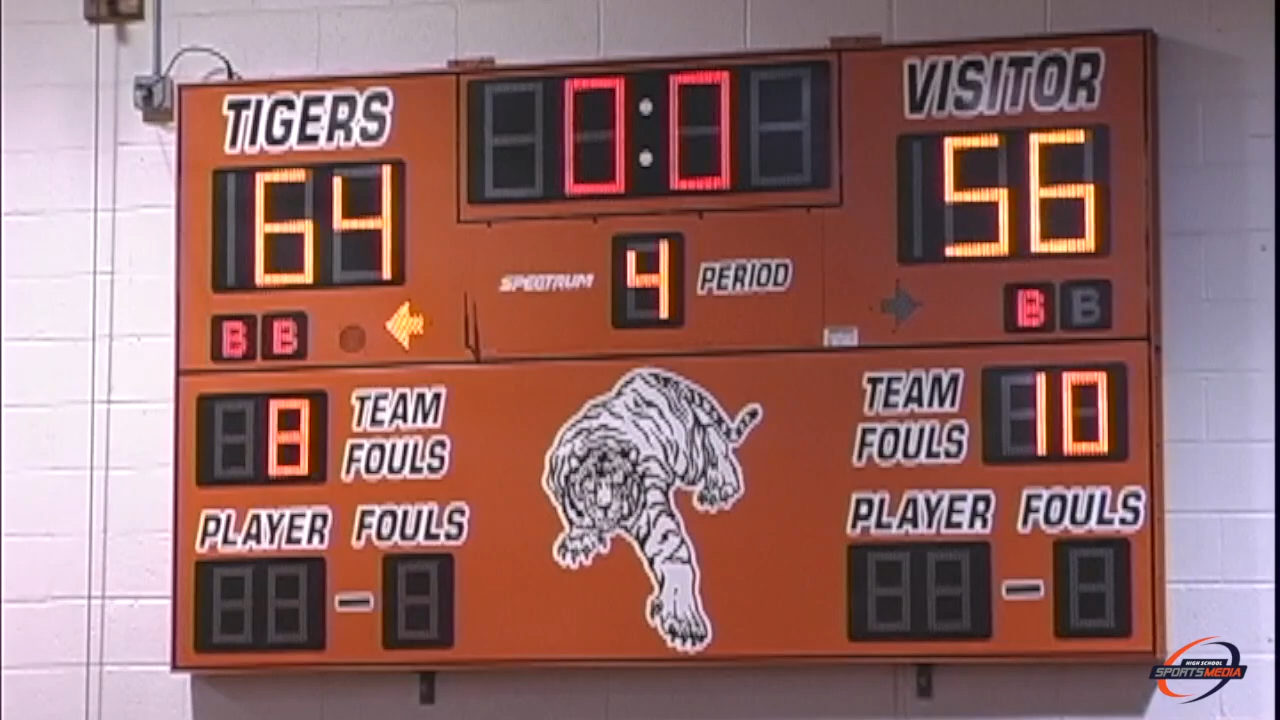 TIGERS
0:0
VISITOR
64
56
4
SPECTRUM
PERIOD
B B
B B
8
TEAM
FOULS
TEAM
FOULS
10
PLAYER FOULS
PLAYER FOULS
HIGH SCHOOL
SPORTSMEDIA